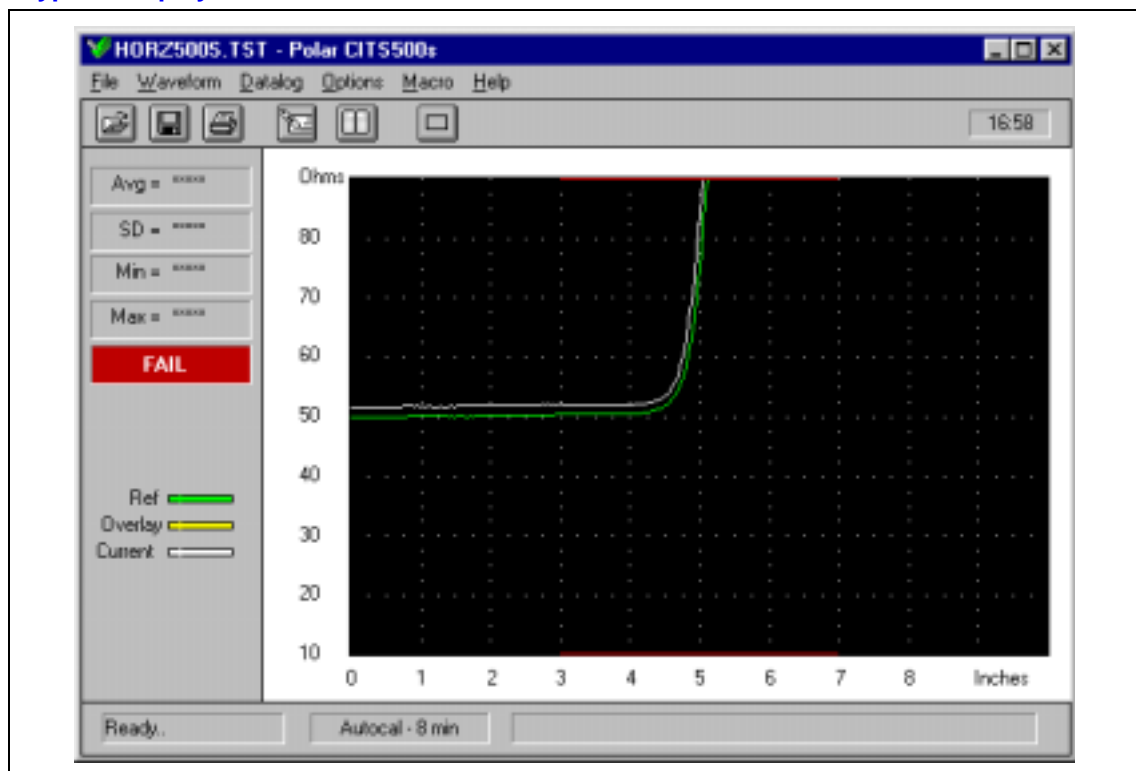 HORZ500S.TST - Polar CITS500s
File Waveform Datalog Options Macro Help
16:58
Avg = *****
SD = *****
Min = *****
Max = *****
FAIL
Ref
Overlay
Current
Ohms
80
70
60
50
40
30
20
10
0 1 2 3 4 5 6 7 8 Inches
Ready..
Autocal - 8 min